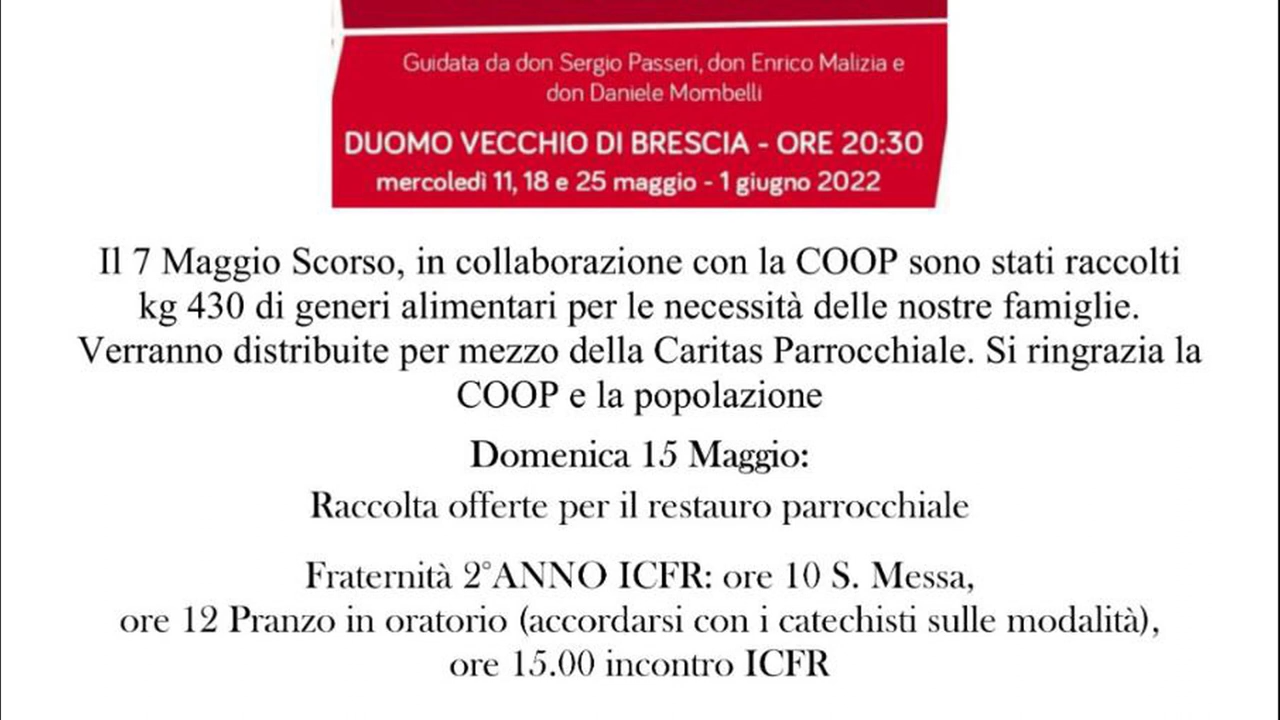 Guidata da don Sergio Passeri, don Enrico Malizia e
don Daniele Mombelli
DUOMO VECCHIO DI BRESCIA - ORE 20:30
mercoledì 11, 18 e 25 maggio - 1 giugno 2022
Il 7 Maggio Scorso, in collaborazione con la COOP sono stati raccolti
kg 430 di generi alimentari per le necessità delle nostre famiglie.
Verranno distribuite per mezzo della Caritas Parrocchiale. Si ringrazia la
COOP e la popolazione
Domenica 15 Maggio:
Raccolta offerte per il restauro parrocchiale
Fraternità 2°ANNO ICFR: ore 10 S. Messa,
ore 12 Pranzo in oratorio (accordarsi con i catechisti sulle modalità),
ore 15.00 incontro ICFR